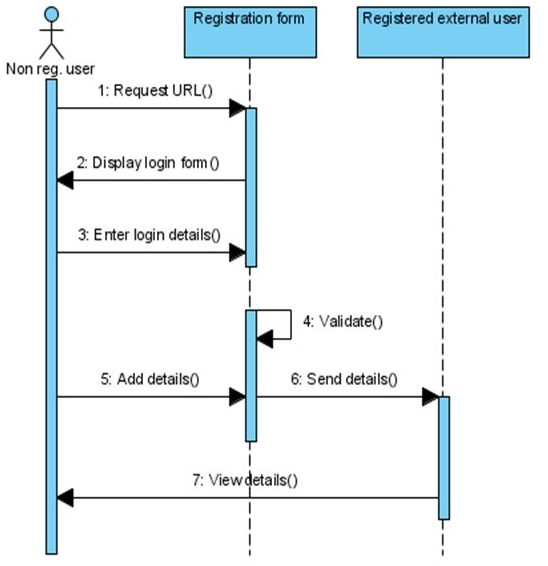 Registration form
Registered external user
Non reg. user
1: Request URL()
2: Display login form()
3: Enter login details()
4: Validate()
5: Add details()
6: Send details()
7: View details()